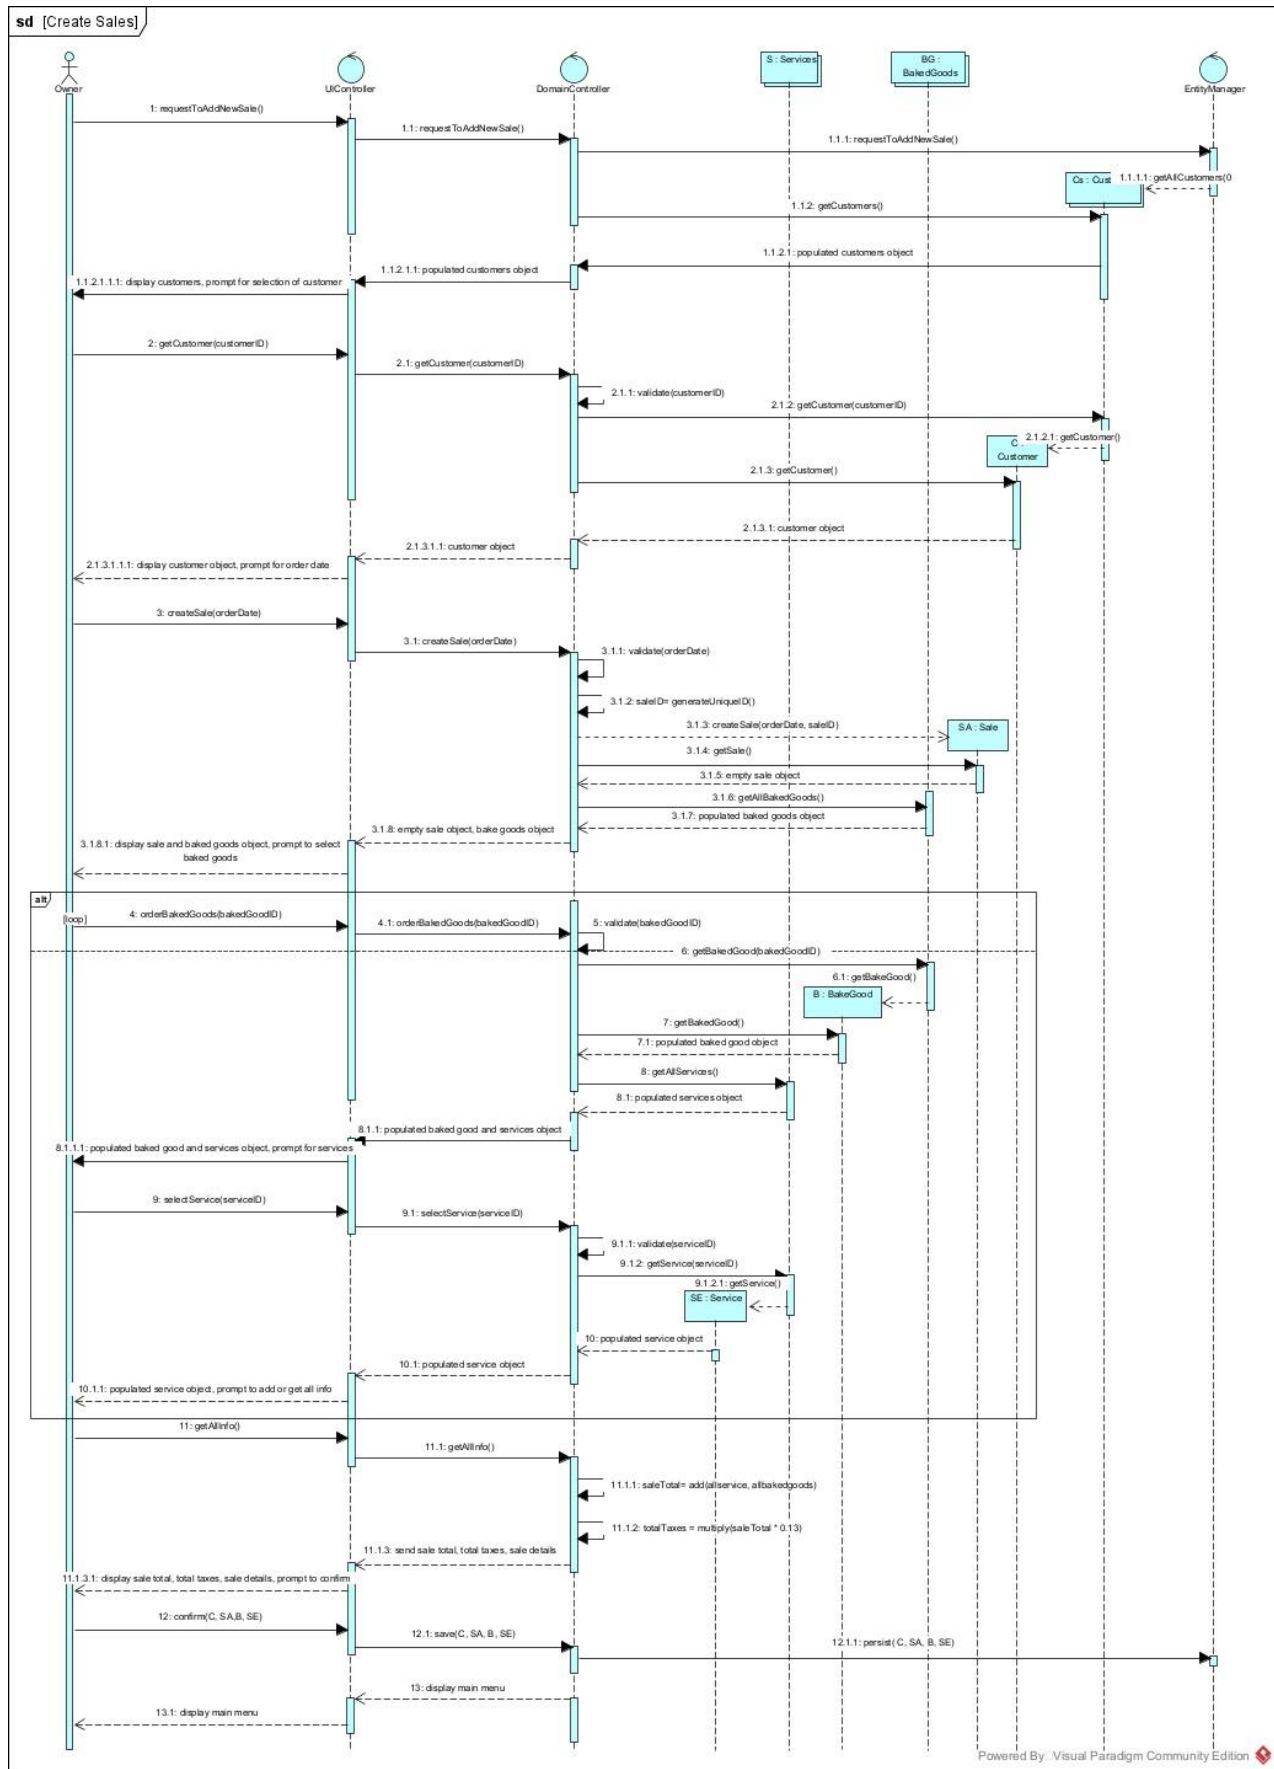 sd [Create Sales]
S : Services
BG :
BakedGoods
Owner
UIController
DomainController
EntityManager
1: requestToAddNewSale()
1.1: requestToAddNewSale()
1.1.1: requestToAddNewSale()
Cs : Cust
1.1.1.1: getAllCustomers(0
1.1.2: getCustomers()
1.1.2.1: populated customers object
1.1.2.1.1: populated customers object
1.1.2.1.1.1: display customers, prompt for selection of customer
2: getCustomer(customerID)
2.1: getCustomer(customerID)
2.1.1: validate(customerID)
2.1.2: getCustomer(customerID)
2.1.2.1: getCustomer()
C :
Customer
2.1.3: getCustomer()
2.1.3.1: customer object
2.1.3.1.1: customer object
2.1.3.1.1.1: display customer object, prompt for order date
3: createSale(orderDate)
3.1: createSale(orderDate)
3.1.1: validate(orderDate)
3.1.2: saleID= generateUniqueID()
3.1.3: createSale(orderDate, saleID)
SA : Sale
3.1.4: getSale()
3.1.5: empty sale object
3.1.6: getAllBakedGoods()
3.1.7: populated baked goods object
3.1.8: empty sale object, bake goods object
3.1.8.1: display sale and baked goods object, prompt to select
baked goods
alt
[loop]
4: orderBakedGoods(bakedGoodID)
4.1: orderBakedGoods(bakedGoodID)
5: validate(bakedGoodID)
6: getBakedGood(bakedGoodID)
6.1: getBakeGood()
B : BakeGood
7: getBakedGood()
7.1: populated baked good object
8: getAllServices()
8.1: populated services object
8.1.1: populated baked good and services object
8.1.1.1: populated baked good and services object, prompt for services
9: selectService(serviceID)
9.1: selectService(serviceID)
9.1.1: validate(serviceID)
9.1.2: getService(serviceID)
9.1.2.1: getService()
SE : Service
10: populated service object
10.1: populated service object
10.1.1: populated service object, prompt to add or get all info
11: getAllInfo()
11.1: getAllInfo()
11.1.1: saleTotal= add(allservice, allbakedgoods)
11.1.2: totalTaxes = multiply(saleTotal * 0.13)
11.1.3: send sale total, total taxes, sale details
11.1.3.1: display sale total, total taxes, sale details, prompt to confirm
12: confirm(C, SA,B, SE)
12.1: save(C, SA, B, SE)
12.1.1: persist( C, SA, B, SE)
13: display main menu
13.1: display main menu
Powered By Visual Paradigm Community Edition